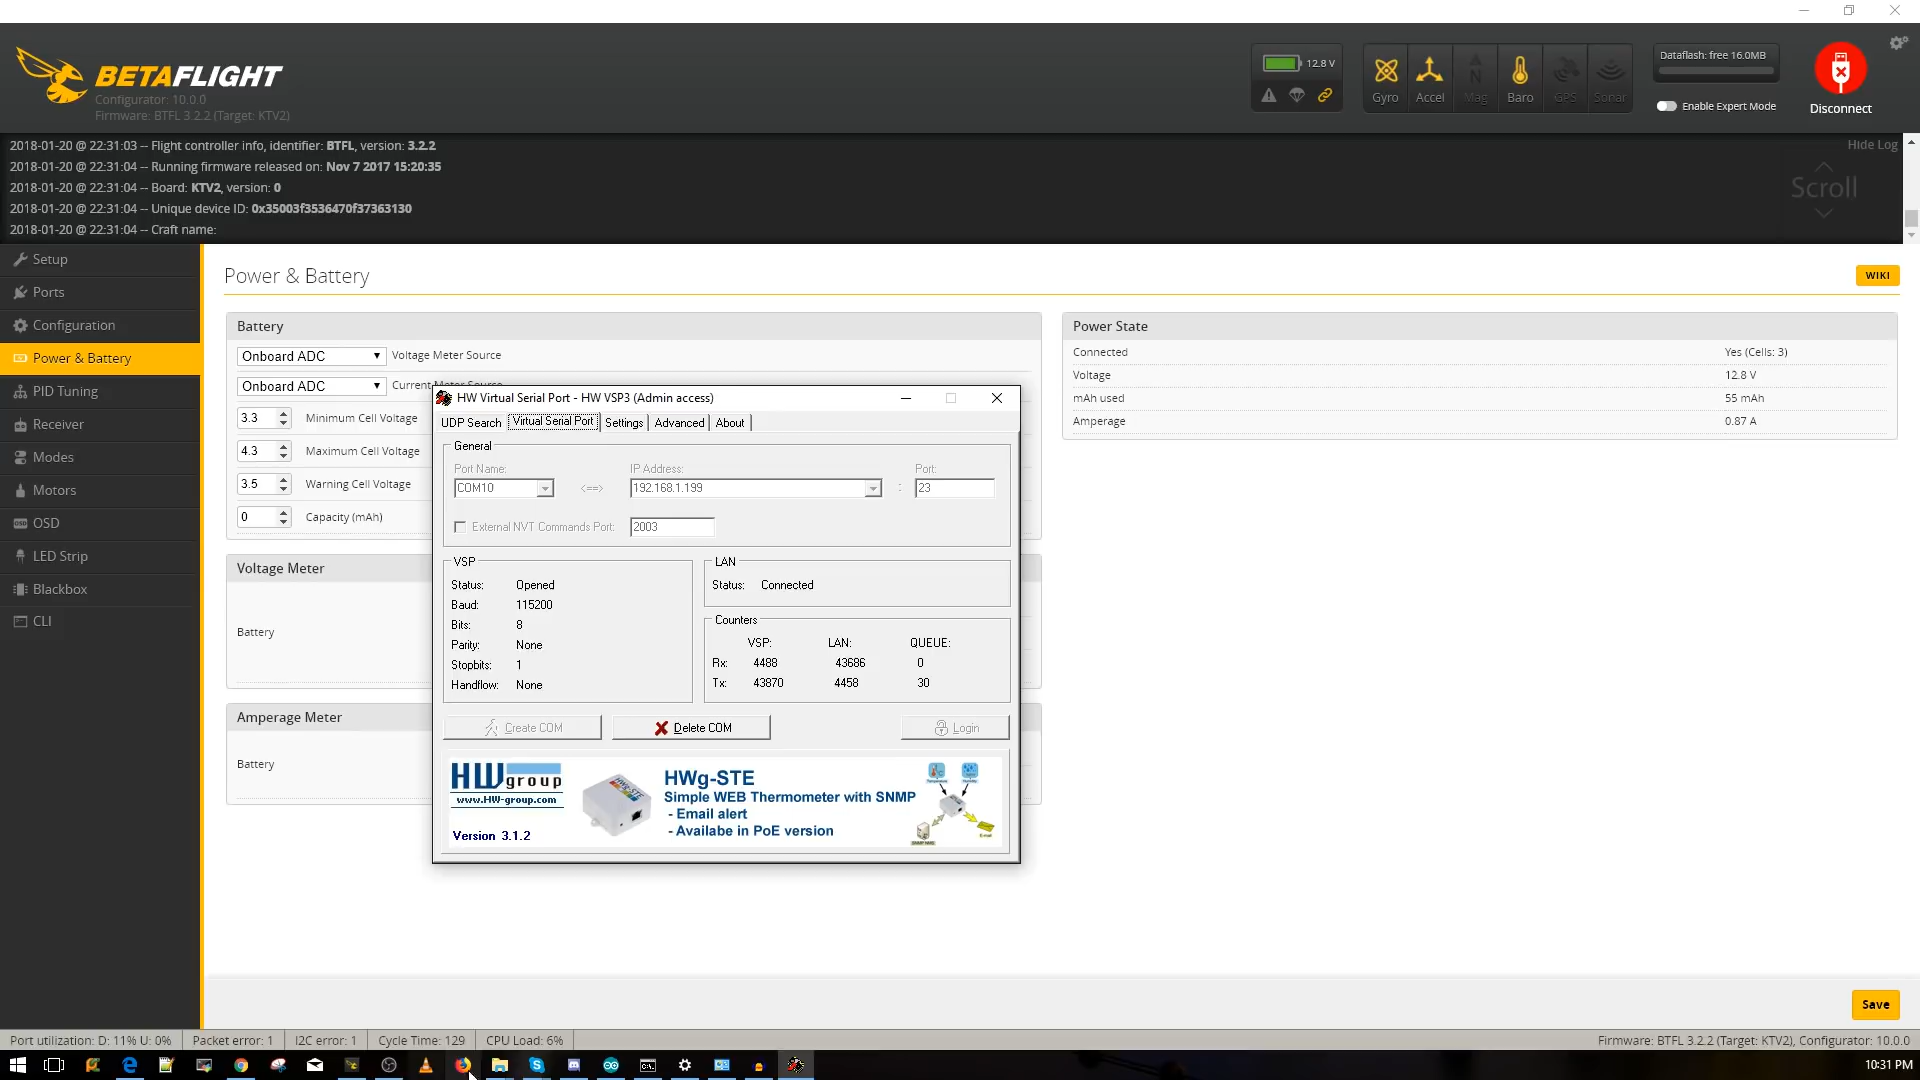 BETAFLIGHT
Configurator: 10.0.0
Firmware: BTFL 3.2.2 (Target: KTV2)
12.8 V
Gyro
Accel
Mag
Baro
GPS
Sonar
Dataflash: free 16.0MB
Enable Expert Mode
Disconnect
2018-01-20 @ 22:31:03 -- Flight controller info, identifier: BTFL, version: 3.2.2
2018-01-20 @ 22:31:04 -- Running firmware released on: Nov 7 2017 15:20:35
2018-01-20 @ 22:31:04 -- Board: KTV2, version: 0
2018-01-20 @ 22:31:04 -- Unique device ID: 0x35003f3536470f37363130
2018-01-20 @ 22:31:04 -- Craft name:
Hide Log
Scroll
Setup
Ports
Configuration
Power & Battery
PID Tuning
Receiver
Modes
Motors
OSD
LED Strip
Blackbox
CLI
Power & Battery
WIKI
Battery
Onboard ADC Voltage Meter Source
Onboard ADC Current Meter Source
3.3 Minimum Cell Voltage
4.3 Maximum Cell Voltage
3.5 Warning Cell Voltage
0 Capacity (mAh)
Voltage Meter
Battery
Amperage Meter
Battery
Power State
Connected Yes (Cells: 3)
Voltage 12.8 V
mAh used 55 mAh
Amperage 0.87 A
HW Virtual Serial Port - HW VSP3 (Admin access)
UDP Search Virtual Serial Port Settings Advanced About
General
Port Name: IP Address: Port:
COM10 <==> 192.168.1.199 : 23
External NVT Commands Port: 2003
VSP
Status: Opened
Baud: 115200
Bits: 8
Parity: None
Stopbits: 1
Handflow: None
LAN
Status: Connected
Counters
VSP: LAN: QUEUE:
Rx: 4488 43686 0
Tx: 43870 4458 30
Create COM
Delete COM
Login
HWgroup
www.HW-group.com
Version 3.1.2
HWg-STE
Simple WEB Thermometer with SNMP
- Email alert
- Availabe in PoE version
Save
Port utilization: D: 11% U: 0%
Packet error: 1
I2C error: 1
Cycle Time: 129
CPU Load: 6%
Firmware: BTFL 3.2.2 (Target: KTV2), Configurator: 10.0.0
10:31 PM